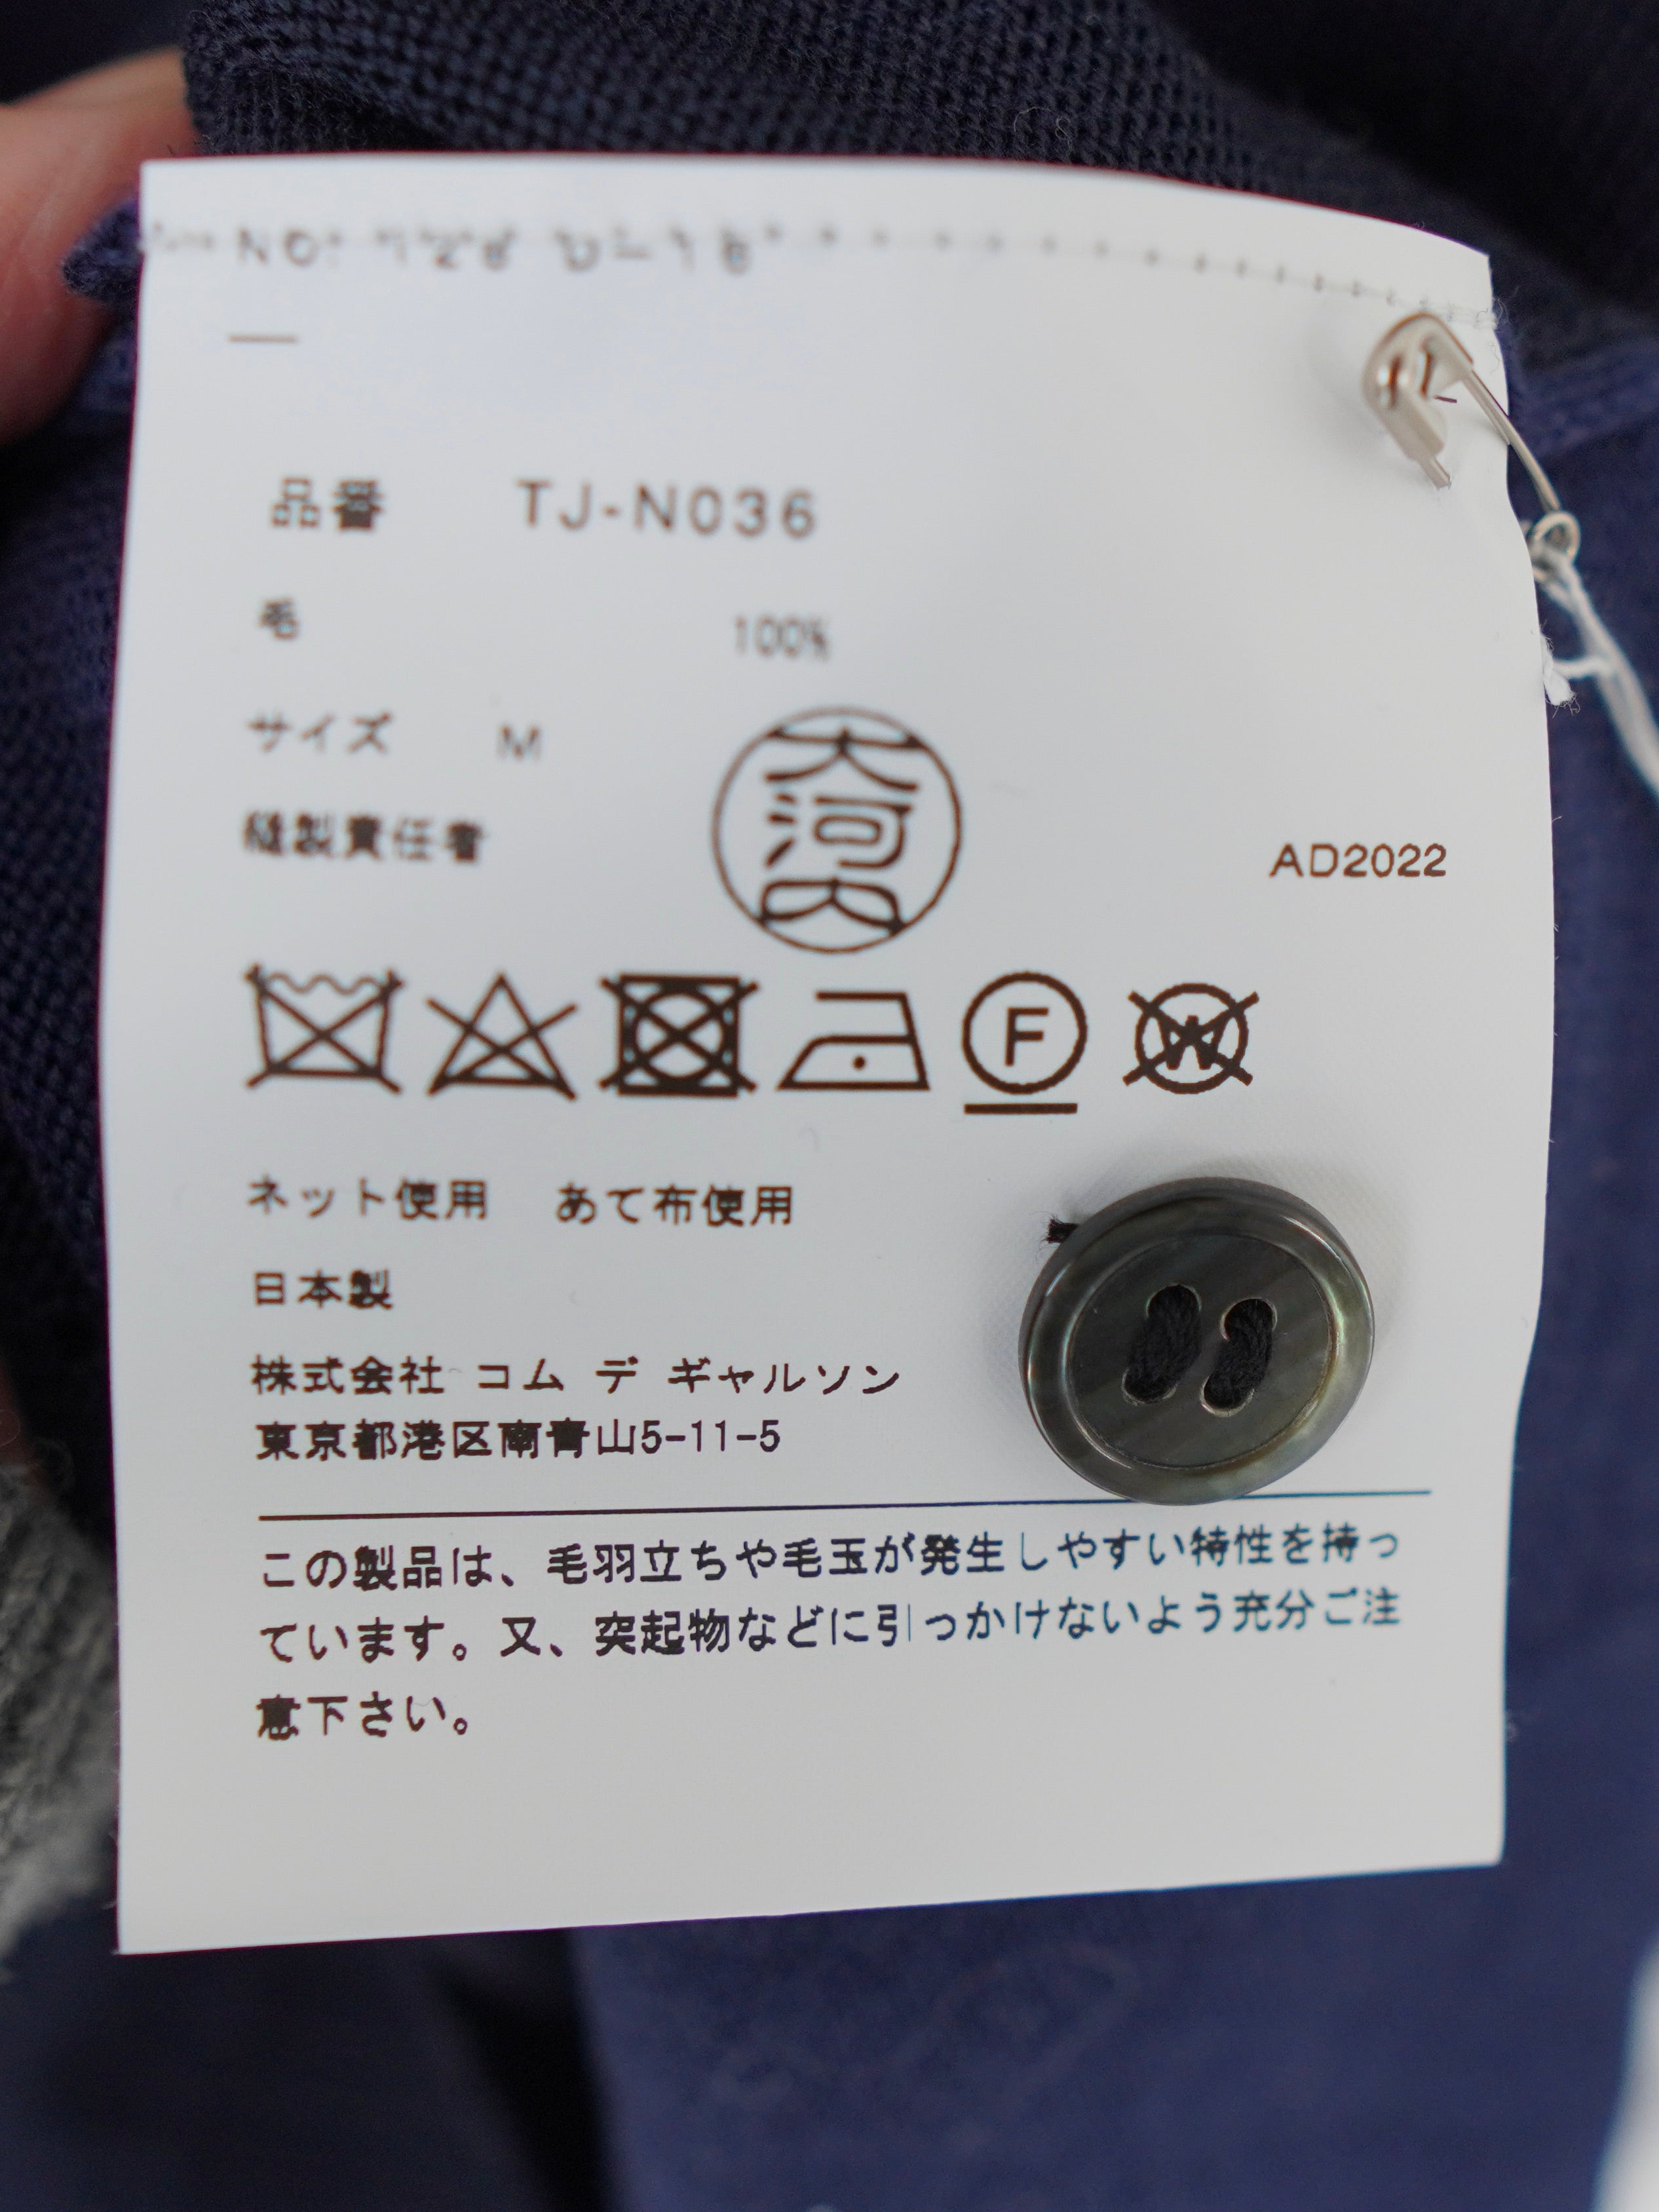 品番 TJ-N036
毛 100%
サイズ M
縫製責任者 大河内 AD2022
F W
ネット使用 あて布使用
日本製
株式会社 コム デ ギャルソン
東京都港区南青山5-11-5
この製品は、毛羽立ちや毛玉が発生しやすい特性を持っ
ています。又、突起物などに引っかけないよう充分ご注
意下さい。